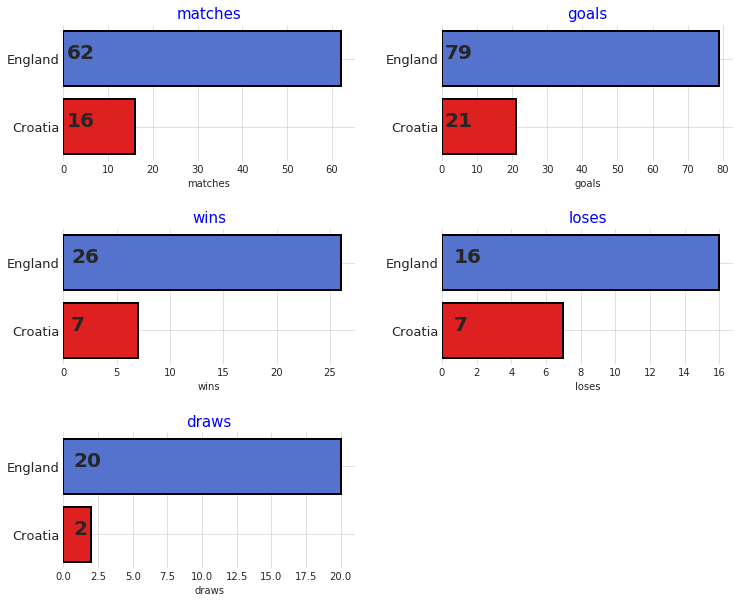 matches
England 62
Croatia 16
0 10 20 30 40 50 60
matches
goals
England 79
Croatia 21
0 10 20 30 40 50 60 70 80
goals
wins
England 26
Croatia 7
0 5 10 15 20 25
wins
loses
England 16
Croatia 7
0 2 4 6 8 10 12 14 16
loses
draws
England 20
Croatia 2
0.0 2.5 5.0 7.5 10.0 12.5 15.0 17.5 20.0
draws